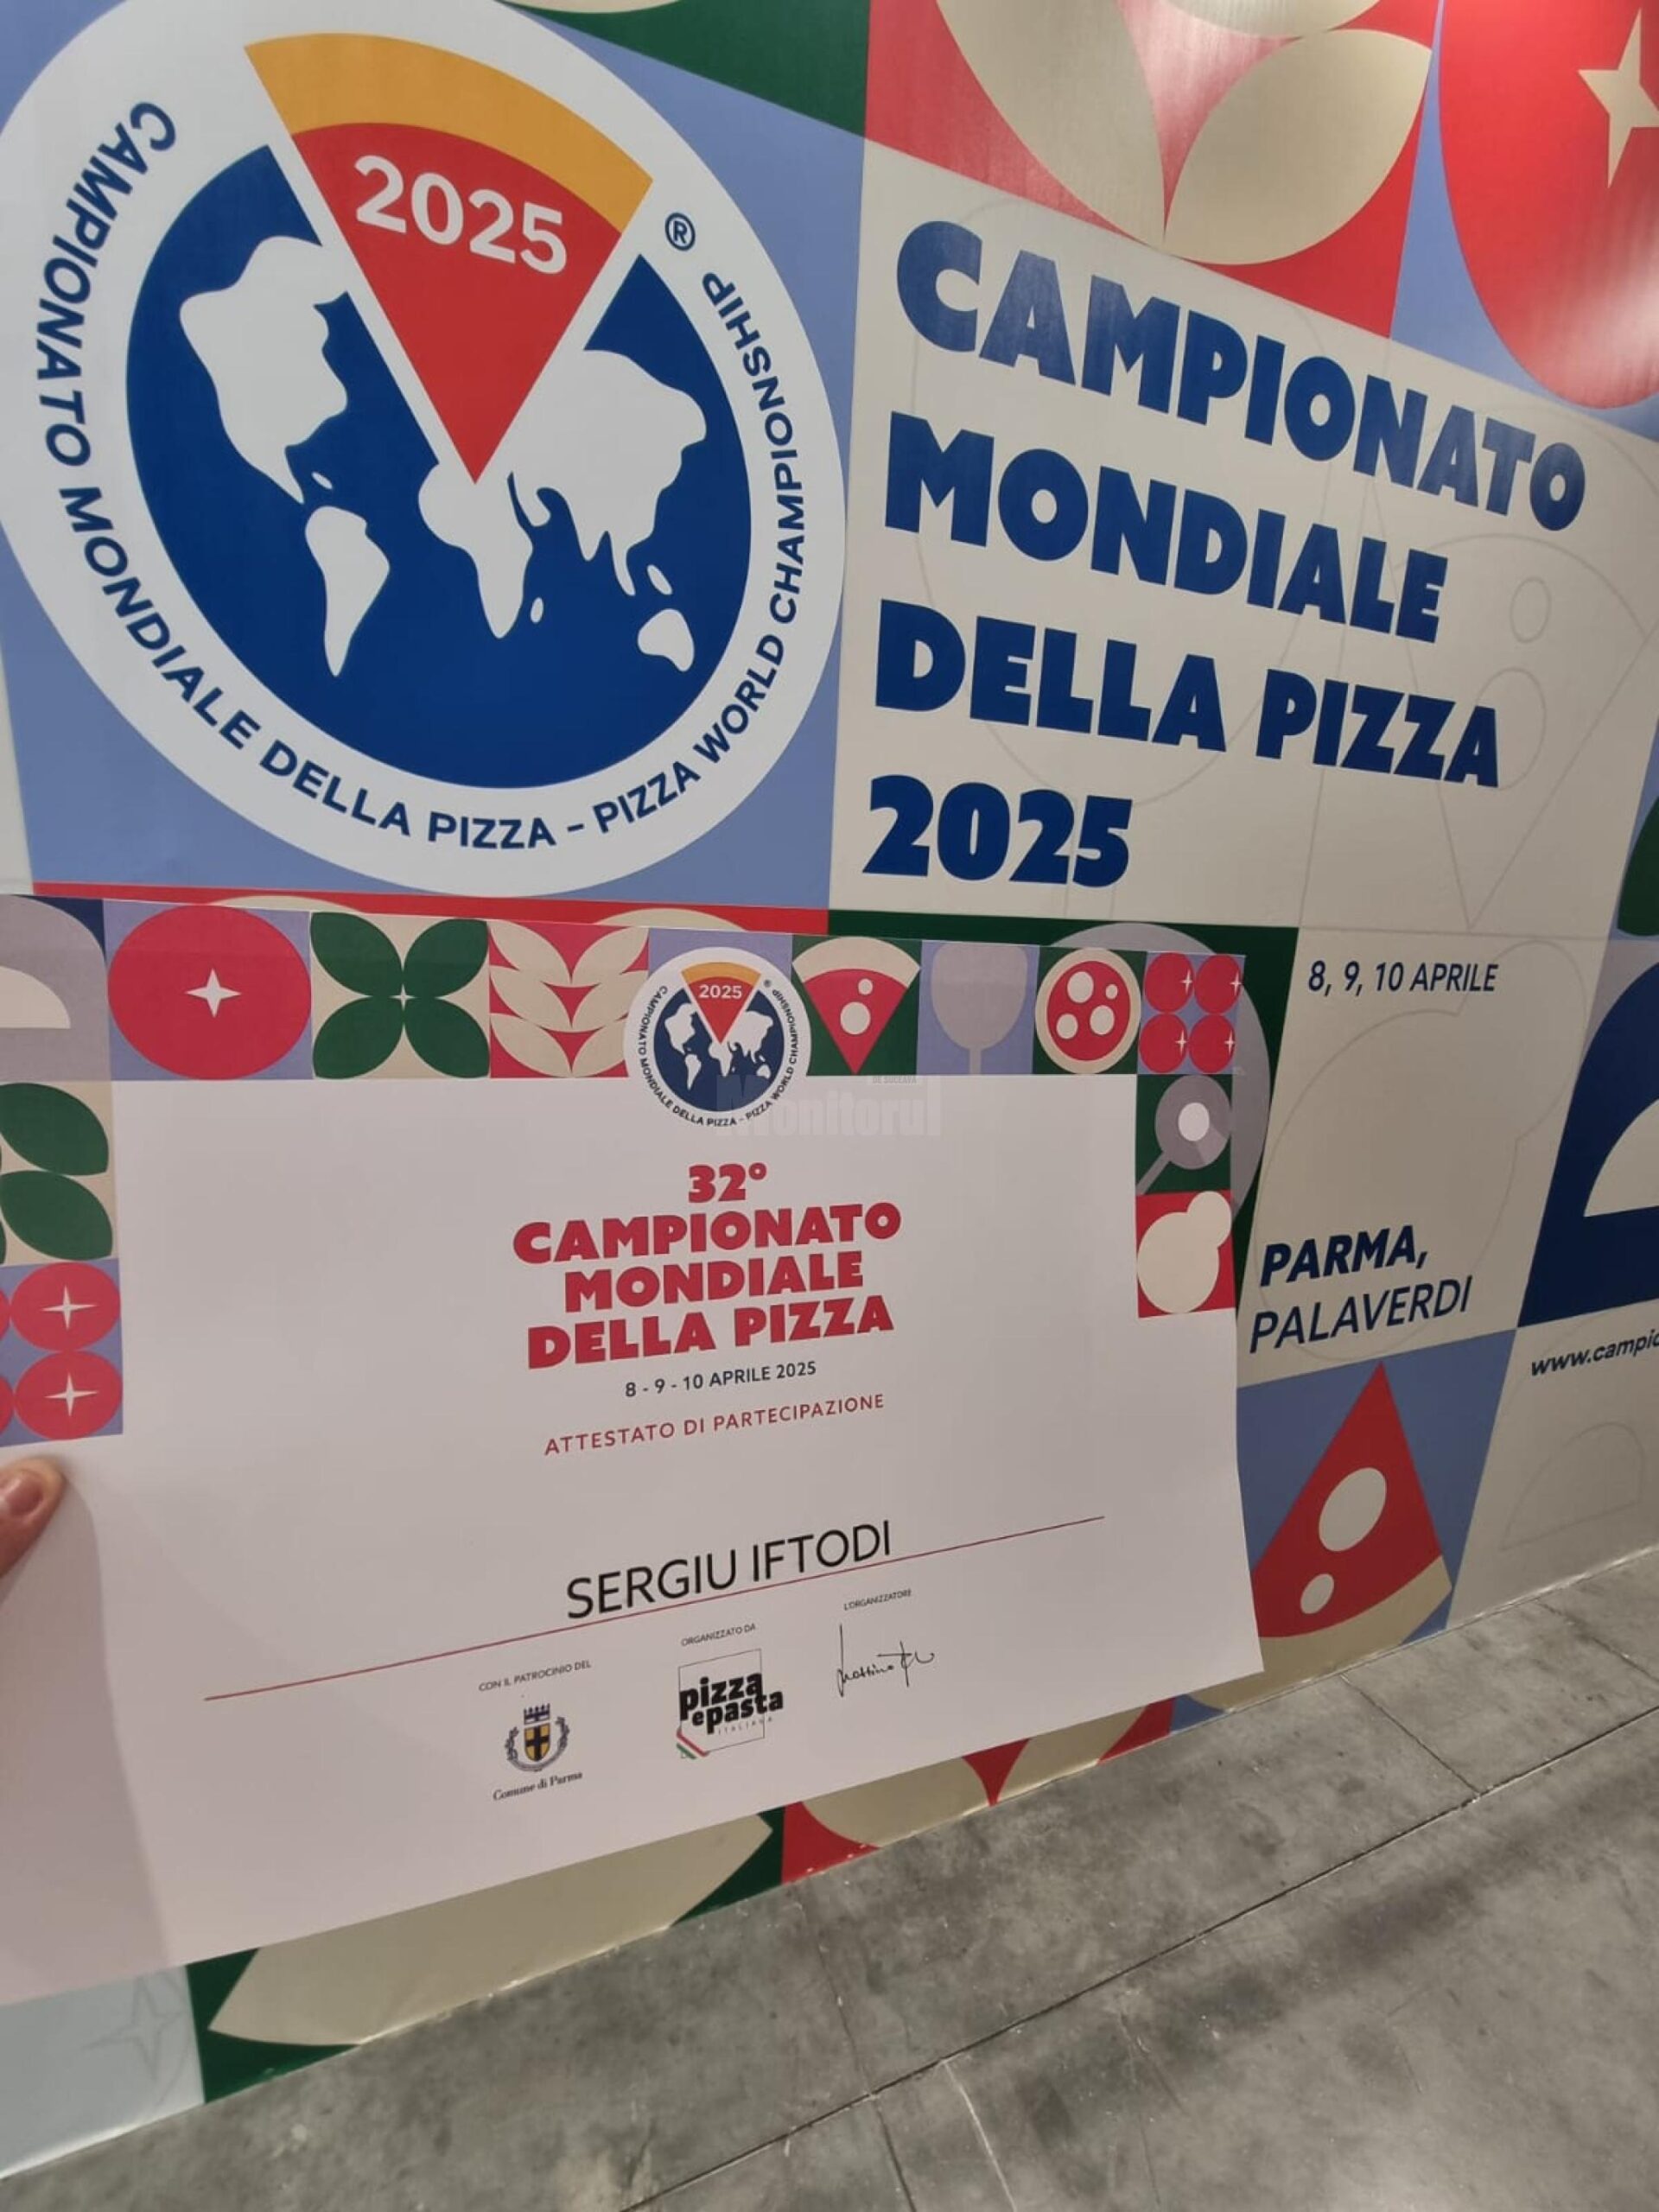 2025
®
CAMPIONATO MONDIALE DELLA PIZZA - PIZZA WORLD CHAMPIONSHIP
CAMPIONATO
MONDIALE
DELLA PIZZA
2025
8, 9, 10 APRILE
PARMA,
PALAVERDI
www.campio
2025
®
CAMPIONATO MONDIALE DELLA PIZZA - PIZZA WORLD CHAMPIONSHIP
DE SUCEAVA
Monitorul
32°
CAMPIONATO
MONDIALE
DELLA PIZZA
8 - 9 - 10 APRILE 2025
ATTESTATO DI PARTECIPAZIONE
SERGIU IFTODI
CON IL PATROCINIO DEL
Comune di Parma
ORGANIZZATO DA
pizza
e pasta
ITALIANA
L'ORGANIZZATORE